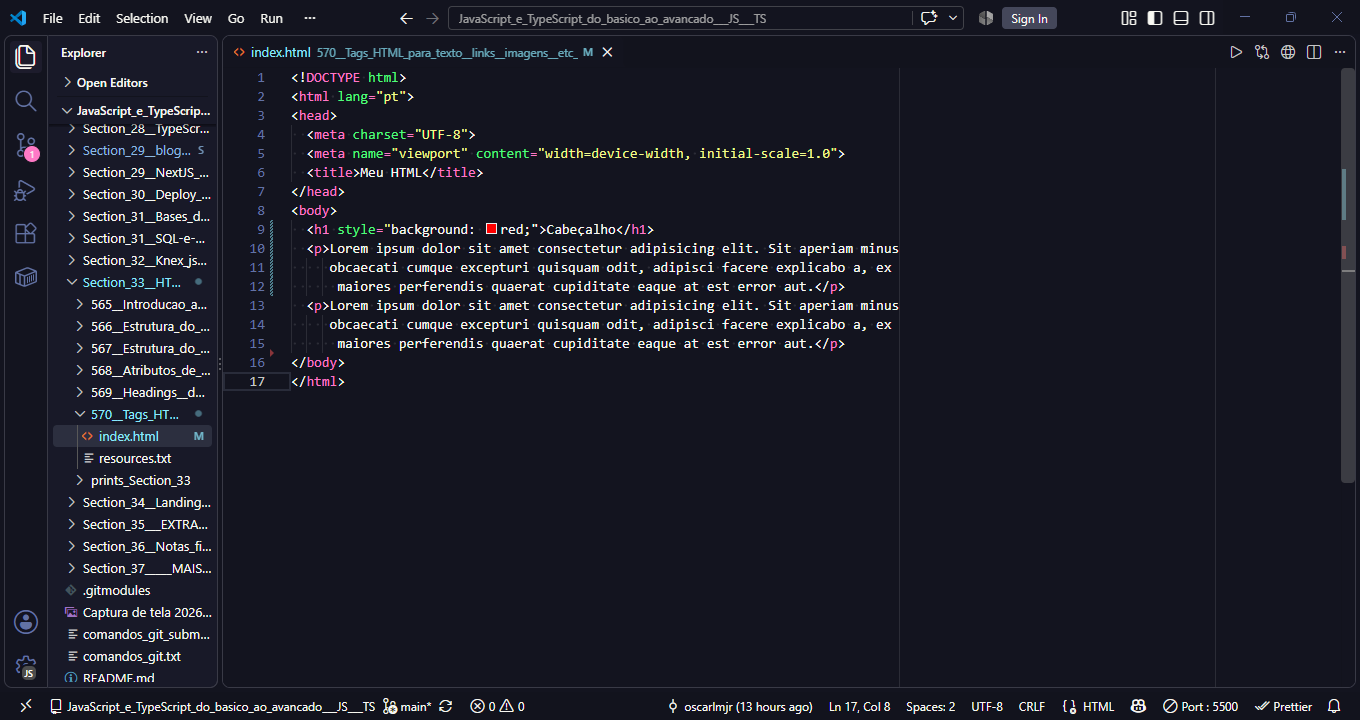 File Edit Selection View Go Run ··· JavaScript_e_TypeScript_do_basico_ao_avancado___JS___TS Sign In
Explorer ···
index.html 570__Tags_HTML_para_texto__links__imagens__etc_ M
Open Editors
JavaScript_e_TypeScrip...
Section_28__TypeScr...
Section_29__blog... S
Section_29__NextJS_...
Section_30__Deploy_...
Section_31__Bases_d...
Section_31__SQL-e-...
Section_32__Knex_js...
Section_33__HT...
565__Introducao_a...
566__Estrutura_do_...
567__Estrutura_do_...
568__Atributos_de_...
569__Headings__d...
570__Tags_HT...
index.html M
resources.txt
prints_Section_33
Section_34__Landing...
Section_35___EXTRA...
Section_36__Notas_fi...
Section_37_____MAIS...
.gitmodules
Captura de tela 2026...
comandos_git_subm...
comandos_git.txt
README.md
1 <!DOCTYPE html>
2 <html lang="pt">
3 <head>
4 <meta charset="UTF-8">
5 <meta name="viewport" content="width=device-width, initial-scale=1.0">
6 <title>Meu HTML</title>
7 </head>
8 <body>
9 <h1 style="background: red;">Cabeçalho</h1>
10 <p>Lorem ipsum dolor sit amet consectetur adipisicing elit. Sit aperiam minus
11 obcaecati cumque excepturi quisquam odit, adipisci facere explicabo a, ex
12 maiores perferendis quaerat cupiditate eaque at est error aut.</p>
13 <p>Lorem ipsum dolor sit amet consectetur adipisicing elit. Sit aperiam minus
14 obcaecati cumque excepturi quisquam odit, adipisci facere explicabo a, ex
15 maiores perferendis quaerat cupiditate eaque at est error aut.</p>
16 </body>
17 </html>
1
JS
JavaScript_e_TypeScript_do_basico_ao_avancado___JS___TS main* 0 0 oscarlmjr (13 hours ago) Ln 17, Col 8 Spaces: 2 UTF-8 CRLF {} HTML Port : 5500 Prettier